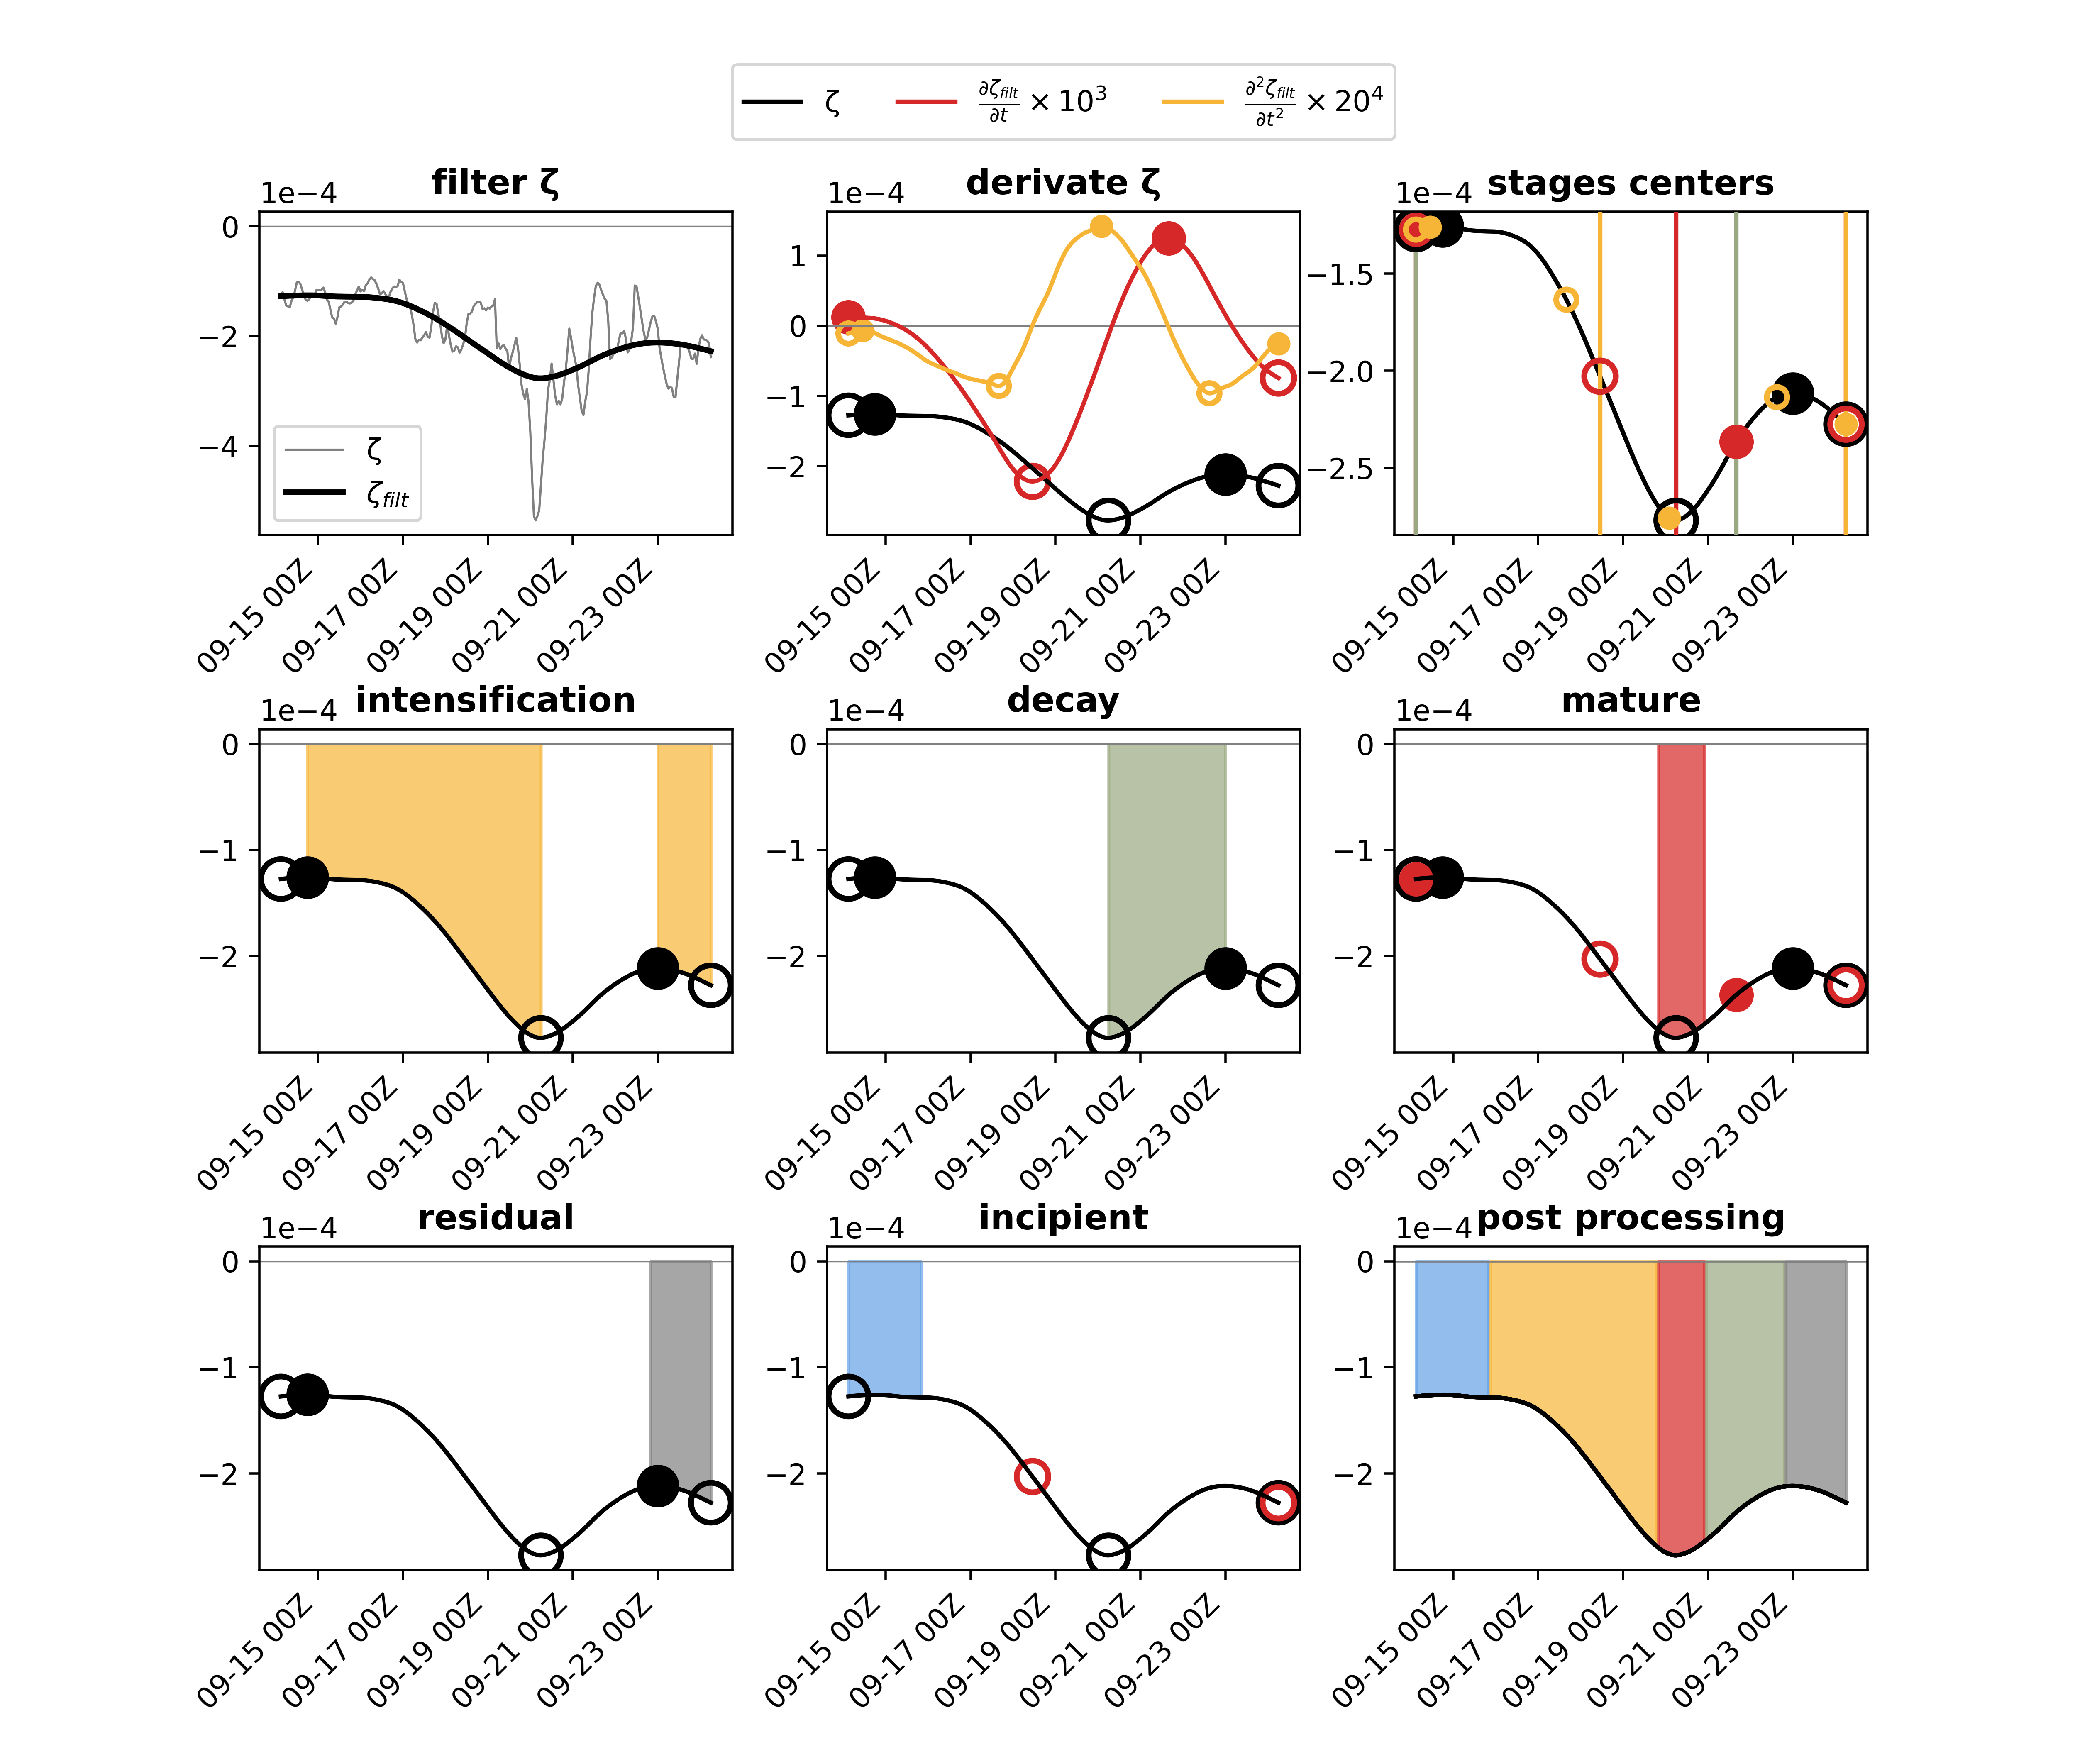 ζ ∂ζ_filt/∂t × 10³ ∂²ζ_filt/∂t² × 20⁴
filter ζ derivate ζ stages centers
1e−4 1e−4 1e−4
0
−2
−4
ζ
ζ_filt
1
0
−1
−2
−1.5
−2.0
−2.5
09-15 00Z 09-17 00Z 09-19 00Z 09-21 00Z 09-23 00Z
09-15 00Z 09-17 00Z 09-19 00Z 09-21 00Z 09-23 00Z
09-15 00Z 09-17 00Z 09-19 00Z 09-21 00Z 09-23 00Z
intensification decay mature
1e−4 1e−4 1e−4
0
−1
−2
0
−1
−2
0
−1
−2
09-15 00Z 09-17 00Z 09-19 00Z 09-21 00Z 09-23 00Z
09-15 00Z 09-17 00Z 09-19 00Z 09-21 00Z 09-23 00Z
09-15 00Z 09-17 00Z 09-19 00Z 09-21 00Z 09-23 00Z
residual incipient post processing
1e−4 1e−4 1e−4
0
−1
−2
0
−1
−2
0
−1
−2
09-15 00Z 09-17 00Z 09-19 00Z 09-21 00Z 09-23 00Z
09-15 00Z 09-17 00Z 09-19 00Z 09-21 00Z 09-23 00Z
09-15 00Z 09-17 00Z 09-19 00Z 09-21 00Z 09-23 00Z